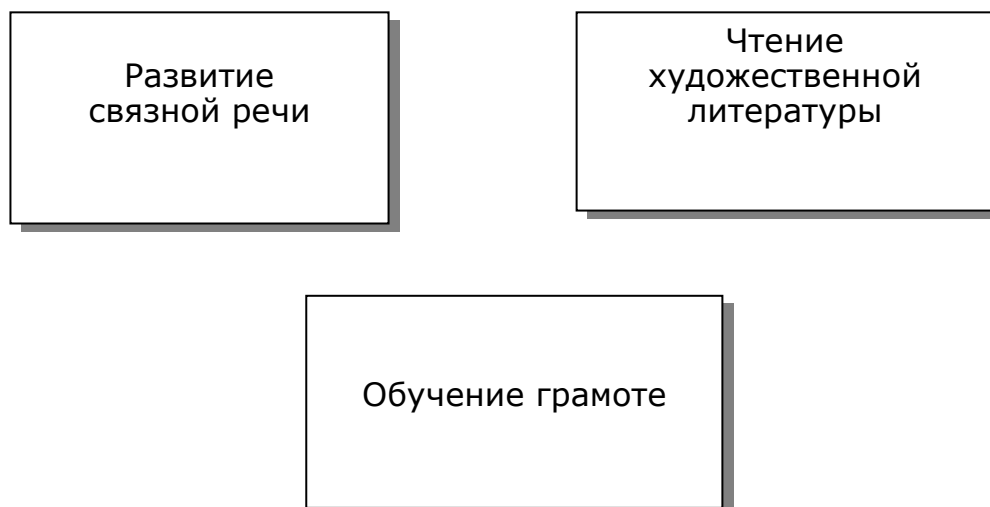 Развитие
связной речи
Чтение
художественной
литературы
Обучение грамоте